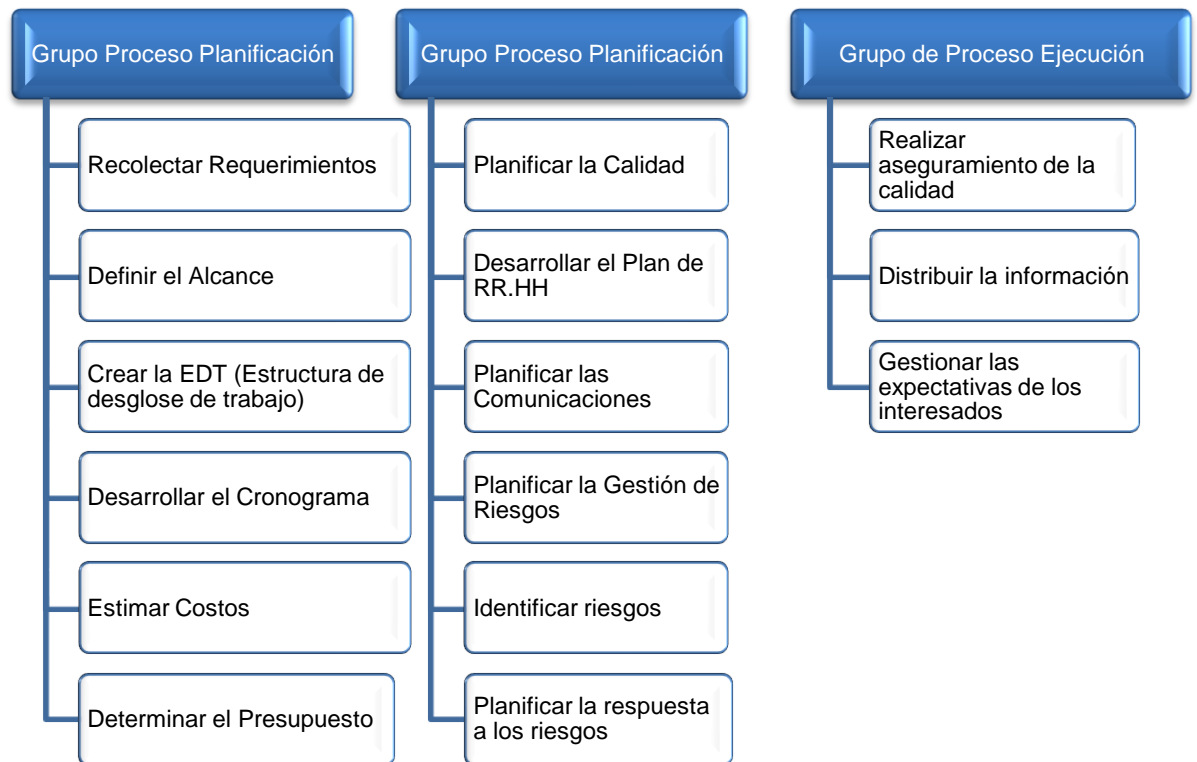 Grupo Proceso Planificación
Recolectar Requerimientos
Definir el Alcance
Crear la EDT (Estructura de
desglose de trabajo)
Desarrollar el Cronograma
Estimar Costos
Determinar el Presupuesto
Grupo Proceso Planificación
Planificar la Calidad
Desarrollar el Plan de
RR.HH
Planificar las
Comunicaciones
Planificar la Gestión de
Riesgos
Identificar riesgos
Planificar la respuesta
a los riesgos
Grupo de Proceso Ejecución
Realizar
aseguramiento de la
calidad
Distribuir la información
Gestionar las
expectativas de los
interesados